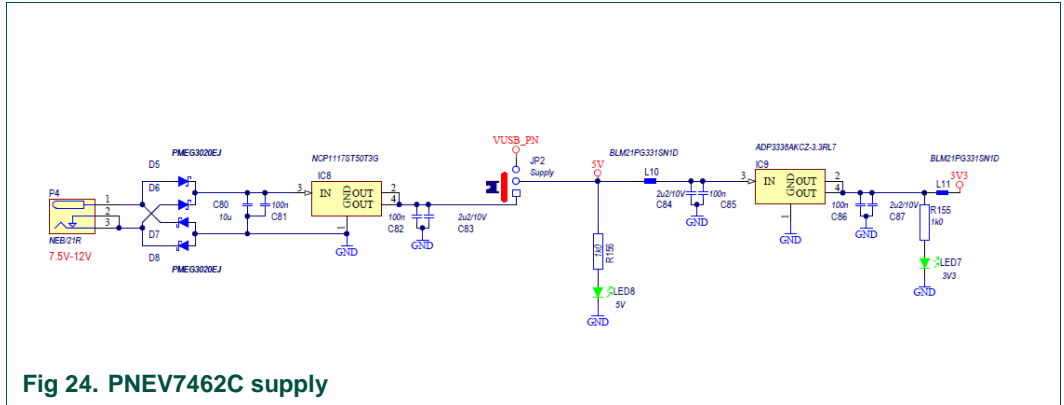 PMEG3020EJ
NCP1117ST50T3G
VUSB_PN
JP2
Supply
BLM21PG331SN1D
ADP3338AKCZ-3.3RL7
BLM21PG331SN1D
D5
D6
D7
D8
PMEG3020EJ
P4
1
2
3
NEB/21R
7.5V-12V
C80
10u
100n
C81
IC8
3
IN
GND
OUT
OUT
2
4
1
GND
100n
C82
2u2/10V
C83
GND
5V
L10
2u2/10V
C84
100n
C85
GND
1k0
R156
LED8
5V
GND
IC9
3
IN
GND
OUT
OUT
2
4
1
GND
100n
C86
2u2/10V
C87
GND
L11
3V3
R155
1k0
LED7
3V3
GND
Fig 24. PNEV7462C supply